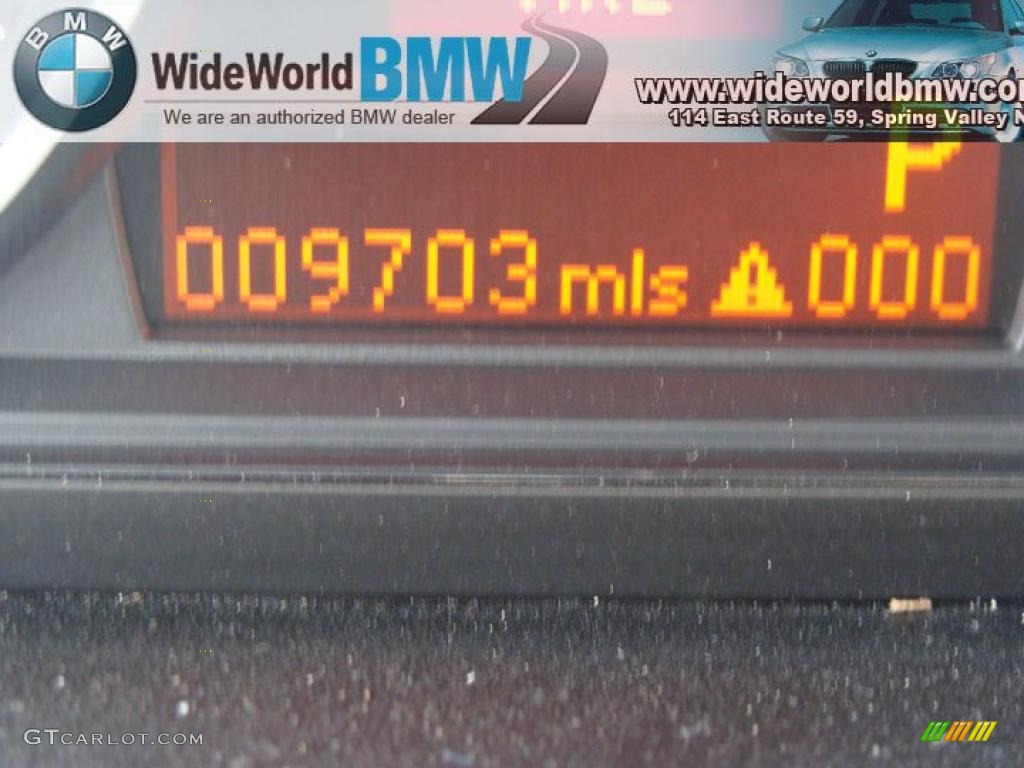 BMW
WideWorld BMW
We are an authorized BMW dealer
www.wideworldbmw.co
114 East Route 59, Spring Valley N
P
009703 mls 000
GTCARLOT.COM